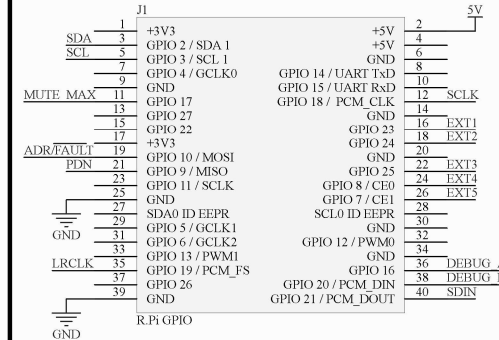 J1
5V
1 +3V3 +5V 2
SDA 3 GPIO 2 / SDA 1 +5V 4
SCL 5 GPIO 3 / SCL 1 GND 6
7 GPIO 4 / GCLK0 GPIO 14 / UART TxD 8
9 GND GPIO 15 / UART RxD 10
MUTE_MAX 11 GPIO 17 GPIO 18 / PCM_CLK 12 SCLK
13 GPIO 27 GND 14
15 GPIO 22 GPIO 23 16 EXT1
17 +3V3 GPIO 24 18 EXT2
ADR/FAULT 19 GPIO 10 / MOSI GND 20
PDN 21 GPIO 9 / MISO GPIO 25 22 EXT3
23 GPIO 11 / SCLK GPIO 8 / CE0 24 EXT4
25 GND GPIO 7 / CE1 26 EXT5
27 SDA0 ID EEPR SCL0 ID EEPR 28
GND 29 GPIO 5 / GCLK1 GND 30
31 GPIO 6 / GCLK2 GPIO 12 / PWM0 32
33 GPIO 13 / PWM1 GND 34
LRCLK 35 GPIO 19 / PCM_FS GPIO 16 36 DEBUG
37 GPIO 26 GPIO 20 / PCM_DIN 38 DEBUG
39 GND GPIO 21 / PCM_DOUT 40 SDIN
R.Pi GPIO
GND